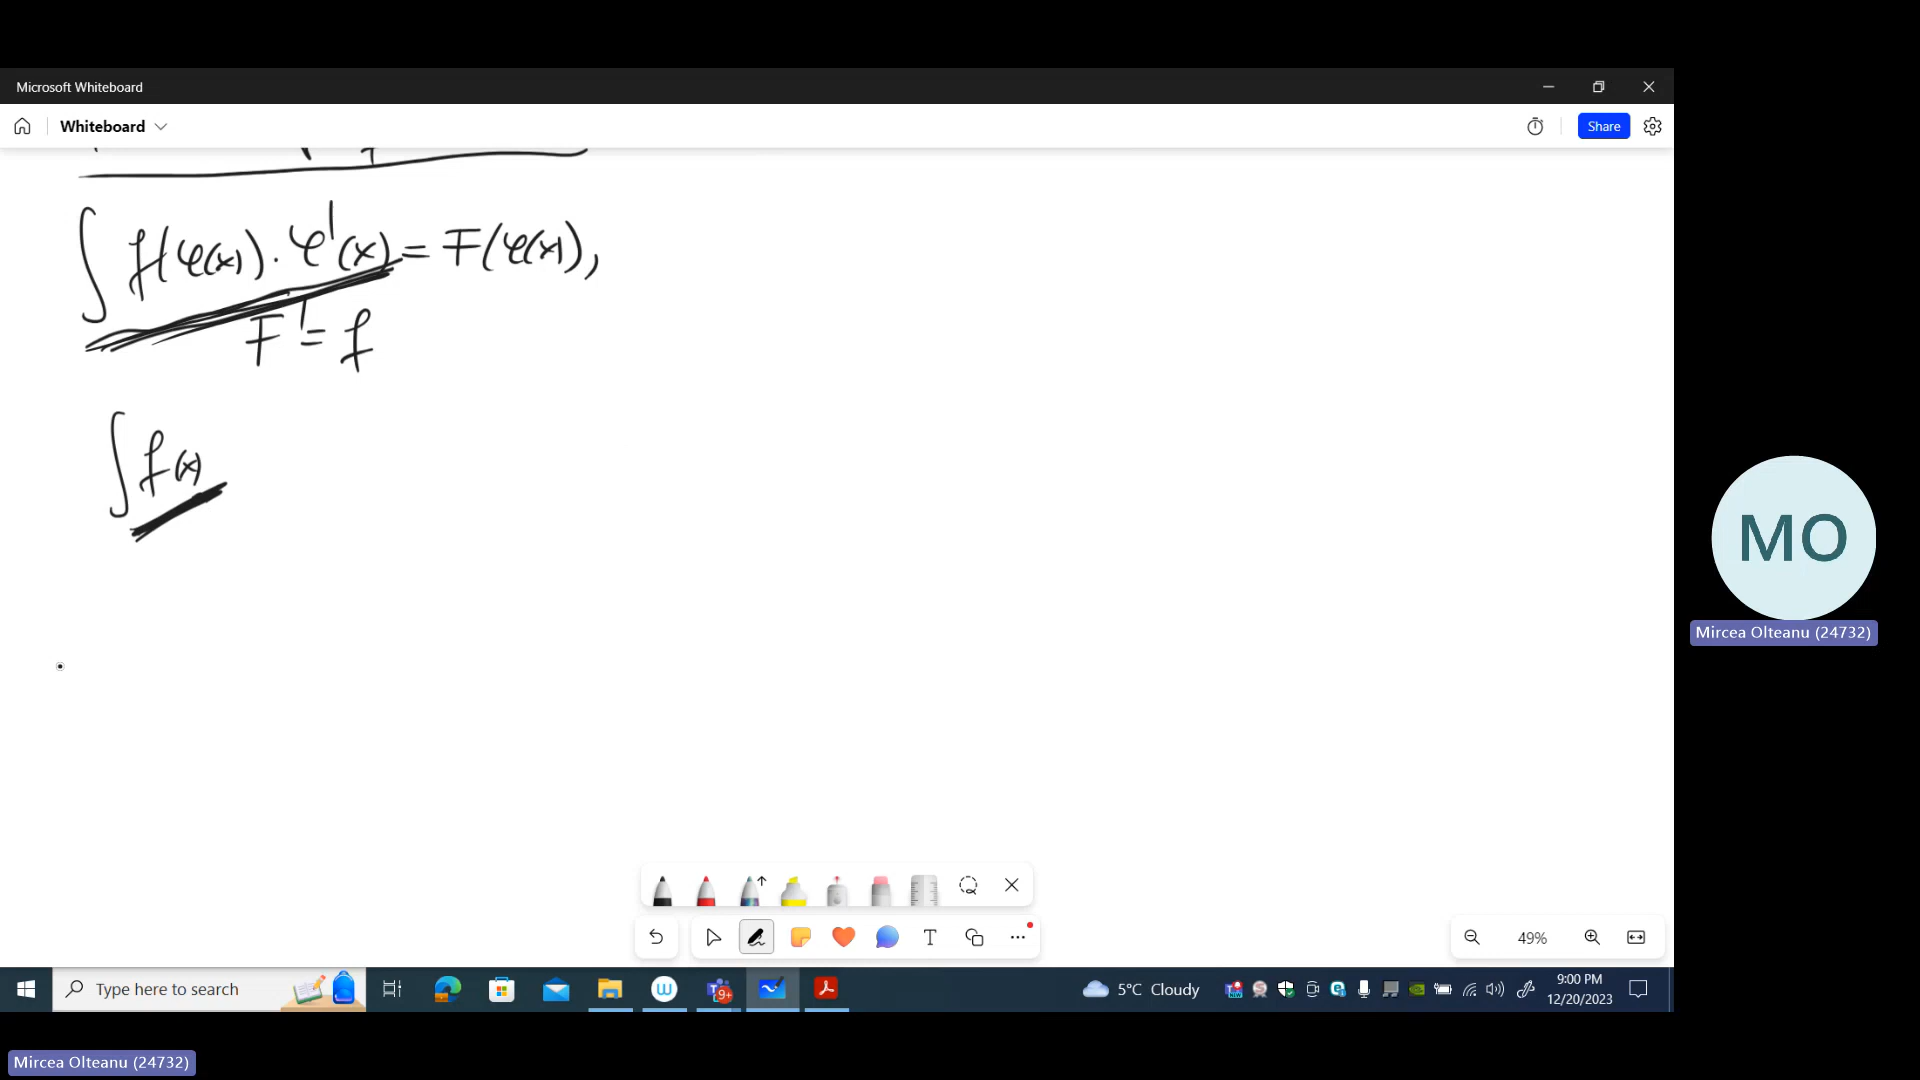 Microsoft Whiteboard
Whiteboard
Share
∫ f(φ(x)) · φ'(x) = F(φ(x)),
F' = f
∫ f(x)
MO
Mircea Olteanu (24732)
49%
Type here to search
9+
5°C Cloudy
9:00 PM
12/20/2023
Mircea Olteanu (24732)